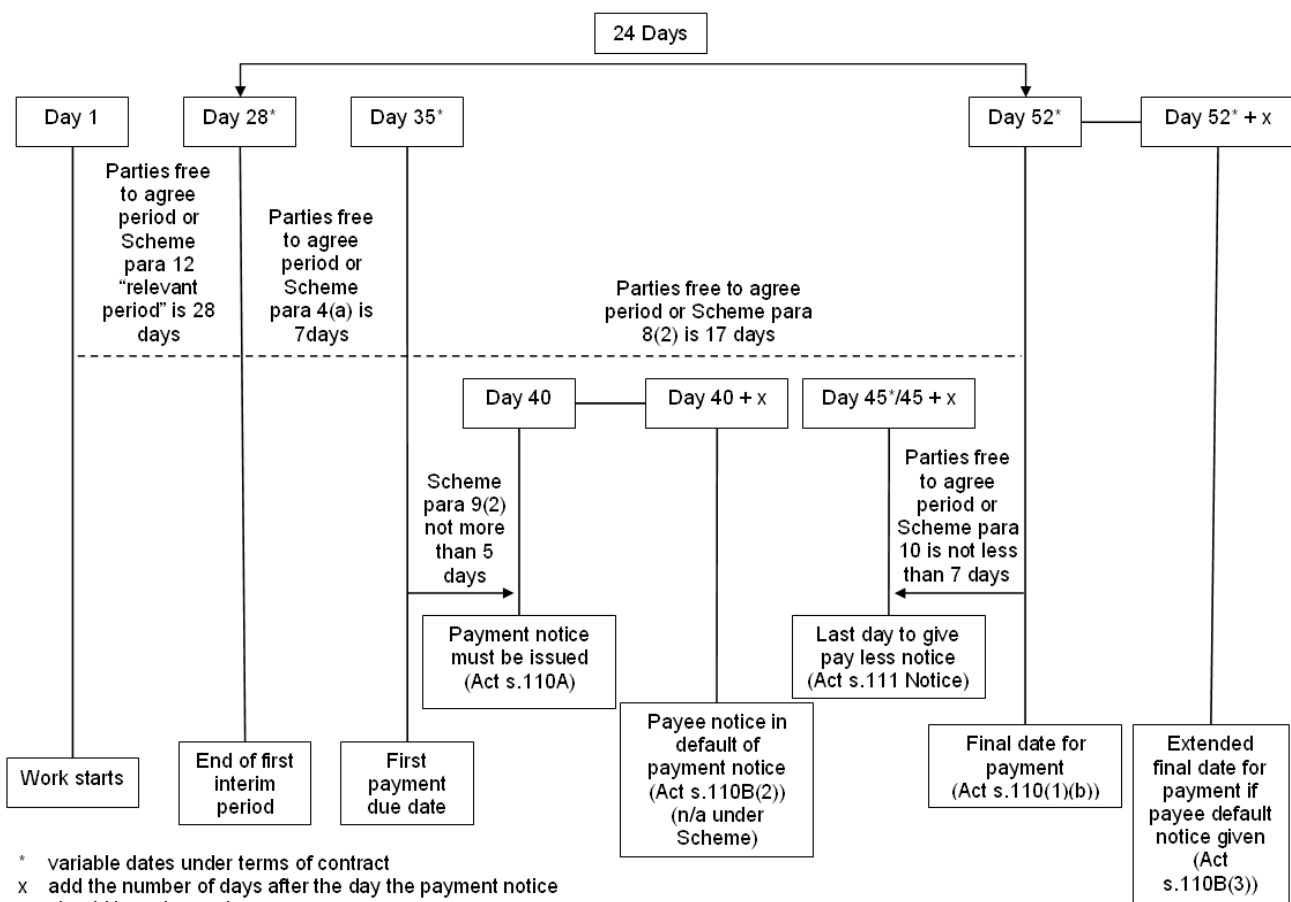 24 Days
Day 1
Day 28*
Day 35*
Day 52*
Day 52* + x
Parties free
to agree
period or
Scheme
para 12
“relevant
period” is 28
days
Parties free
to agree
period or
Scheme
para 4(a) is
7days
Parties free to agree
period or Scheme para
8(2) is 17 days
Day 40
Day 40 + x
Day 45*/45 + x
Scheme
para 9(2)
not more
than 5
days
Parties free
to agree
period or
Scheme para
10 is not less
than 7 days
Payment notice
must be issued
(Act s.110A)
Last day to give
pay less notice
(Act s.111 Notice)
Work starts
End of first
interim
period
First
payment
due date
Payee notice in
default of
payment notice
(Act s.110B(2))
(n/a under
Scheme)
Final date for
payment
(Act s.110(1)(b))
Extended
final date for
payment if
payee default
notice given
(Act
s.110B(3))
* variable dates under terms of contract
x add the number of days after the day the payment notice